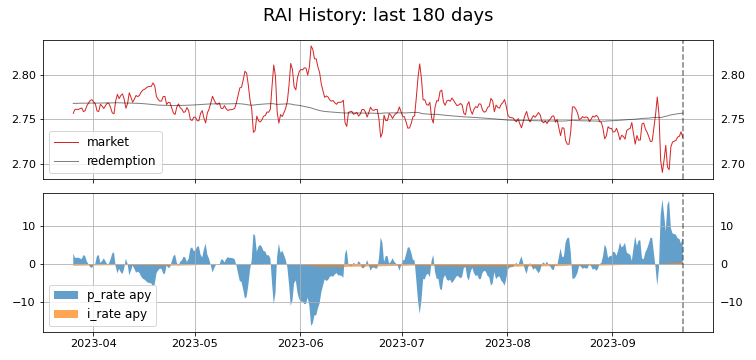 RAI History: last 180 days
2.80
2.75
2.70
2.80
2.75
2.70
market
redemption
10
0
−10
10
0
−10
p_rate apy
i_rate apy
2023-04 2023-05 2023-06 2023-07 2023-08 2023-09